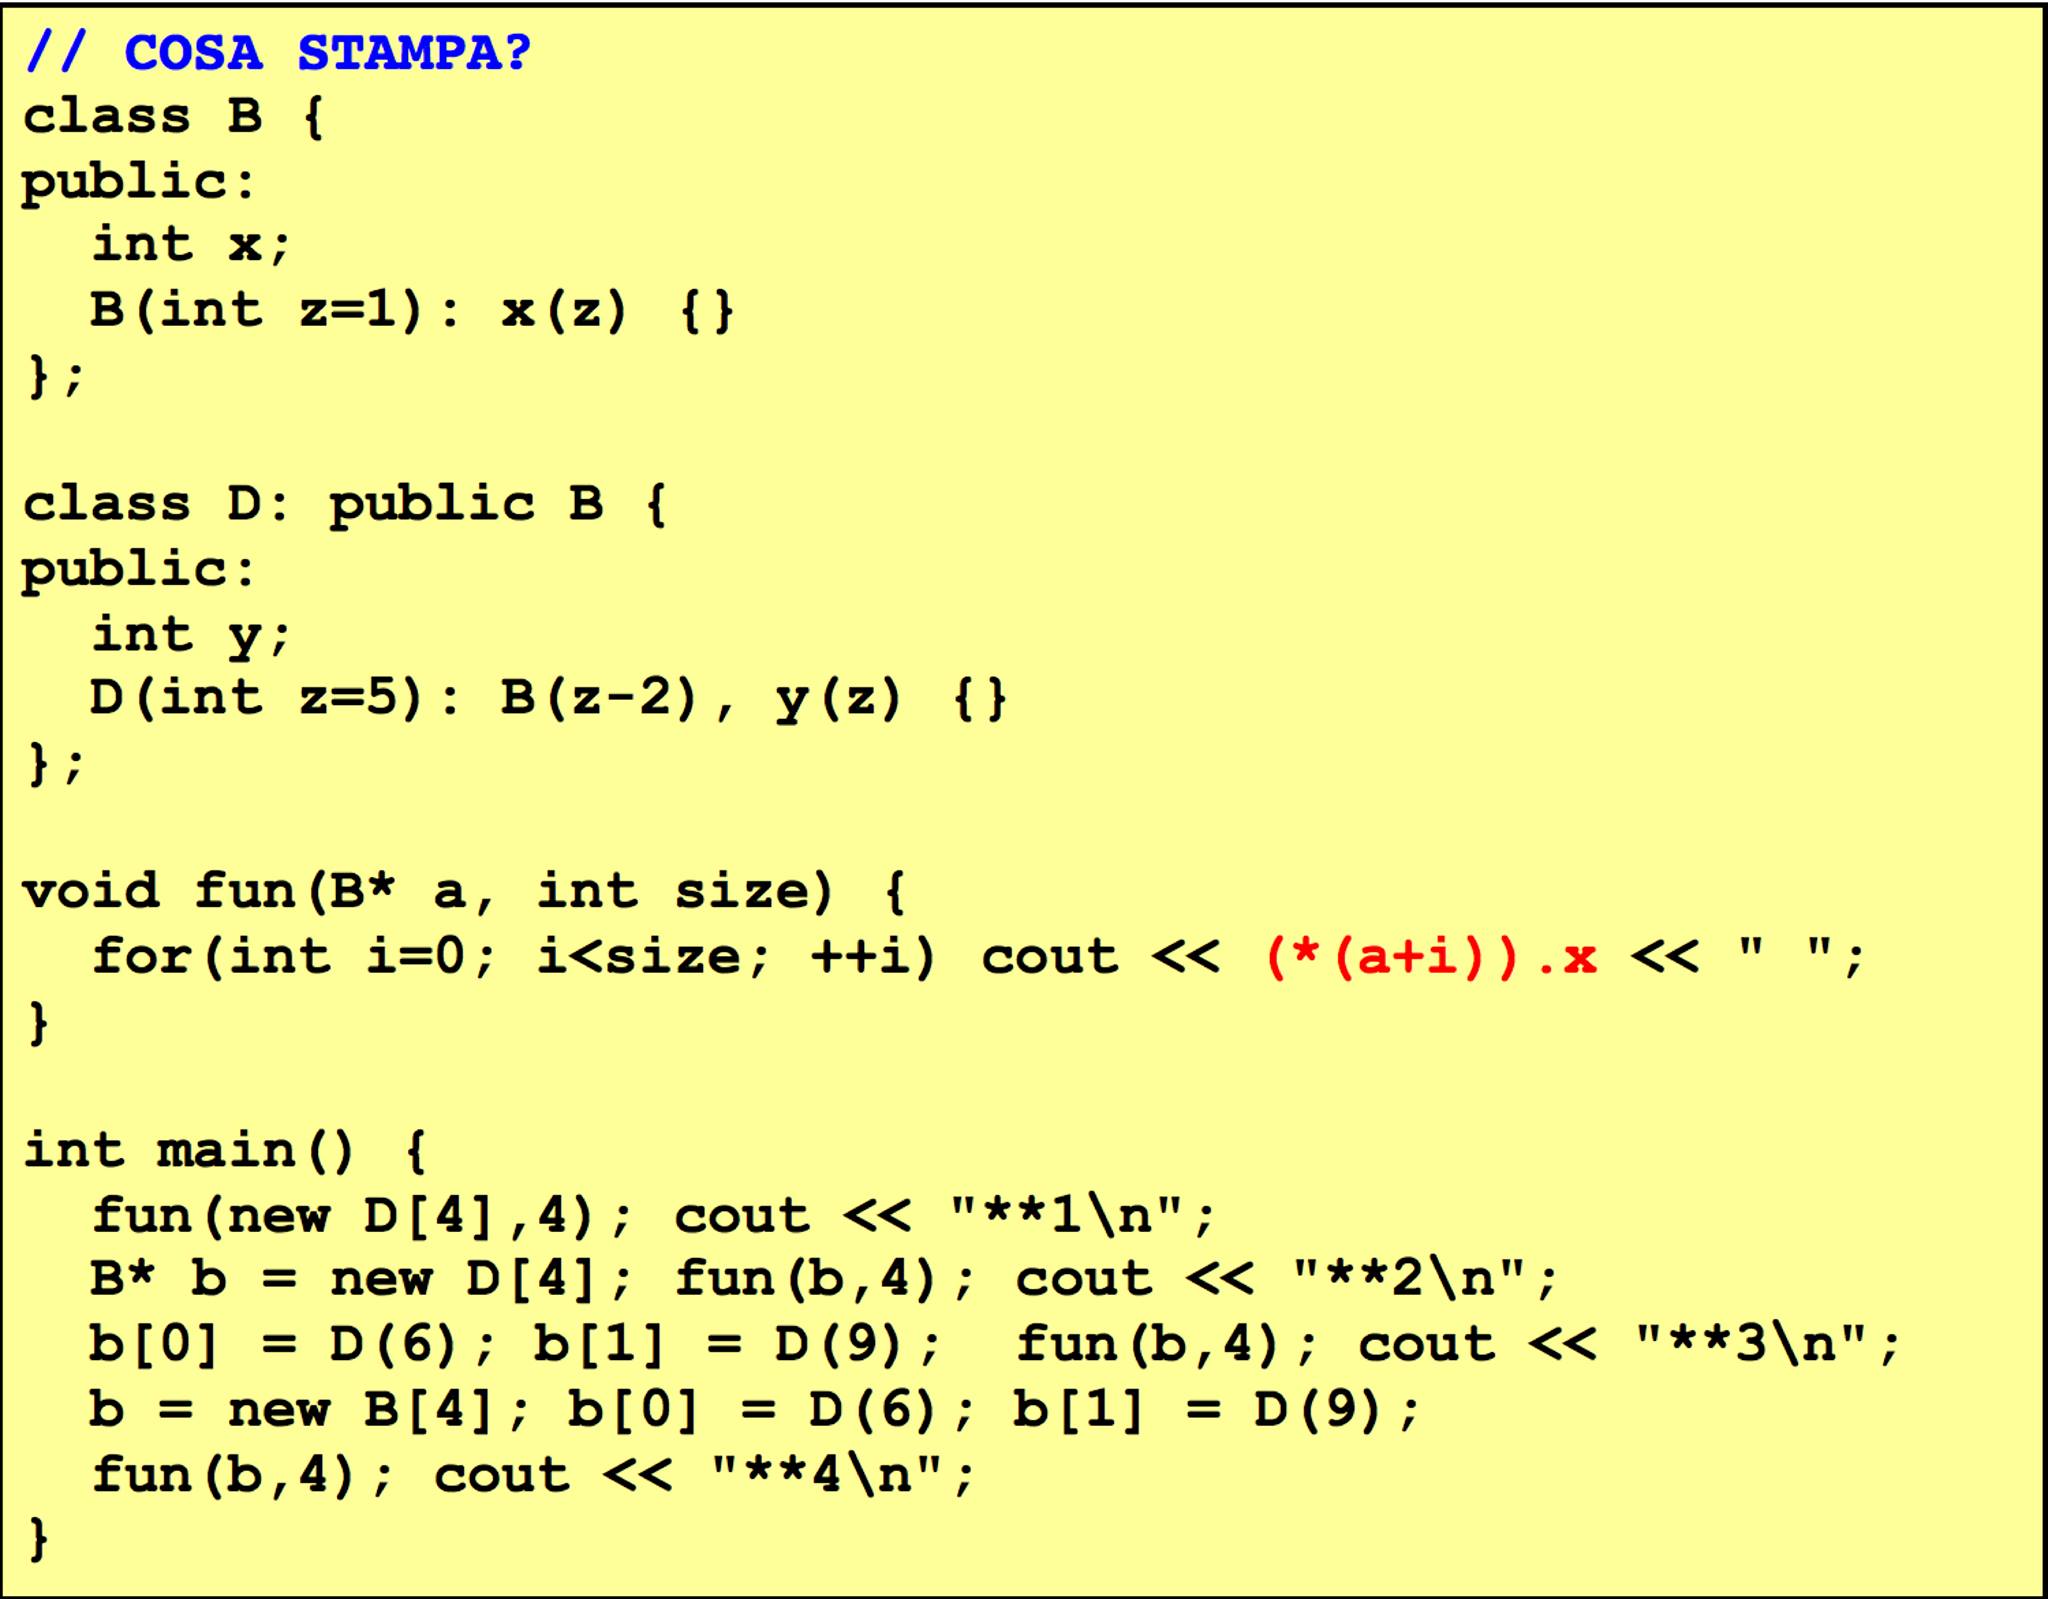 // COSA STAMPA?
class B {
public:
  int x;
  B(int z=1): x(z) {}
};

class D: public B {
public:
  int y;
  D(int z=5): B(z-2), y(z) {}
};

void fun(B* a, int size) {
  for(int i=0; i<size; ++i) cout << (*(a+i)).x << " ";
}

int main() {
  fun(new D[4],4); cout << "**1\n";
  B* b = new D[4]; fun(b,4); cout << "**2\n";
  b[0] = D(6); b[1] = D(9);  fun(b,4); cout << "**3\n";
  b = new B[4]; b[0] = D(6); b[1] = D(9);
  fun(b,4); cout << "**4\n";
}